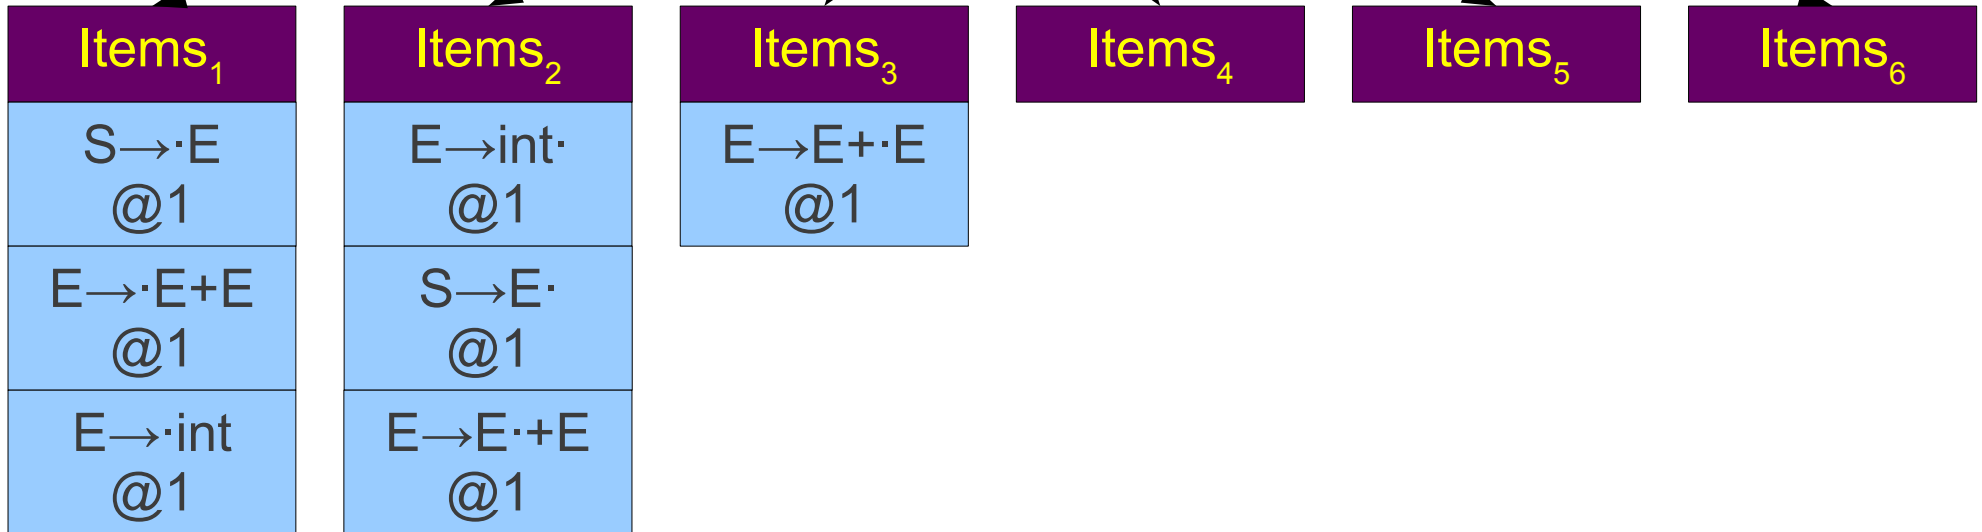 Items₁
S→·E
@1
E→·E+E
@1
E→·int
@1
Items₂
E→int·
@1
S→E·
@1
E→E·+E
@1
Items₃
E→E+·E
@1
Items₄
Items₅
Items₆